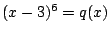 (x − 3)^6 = q(x)